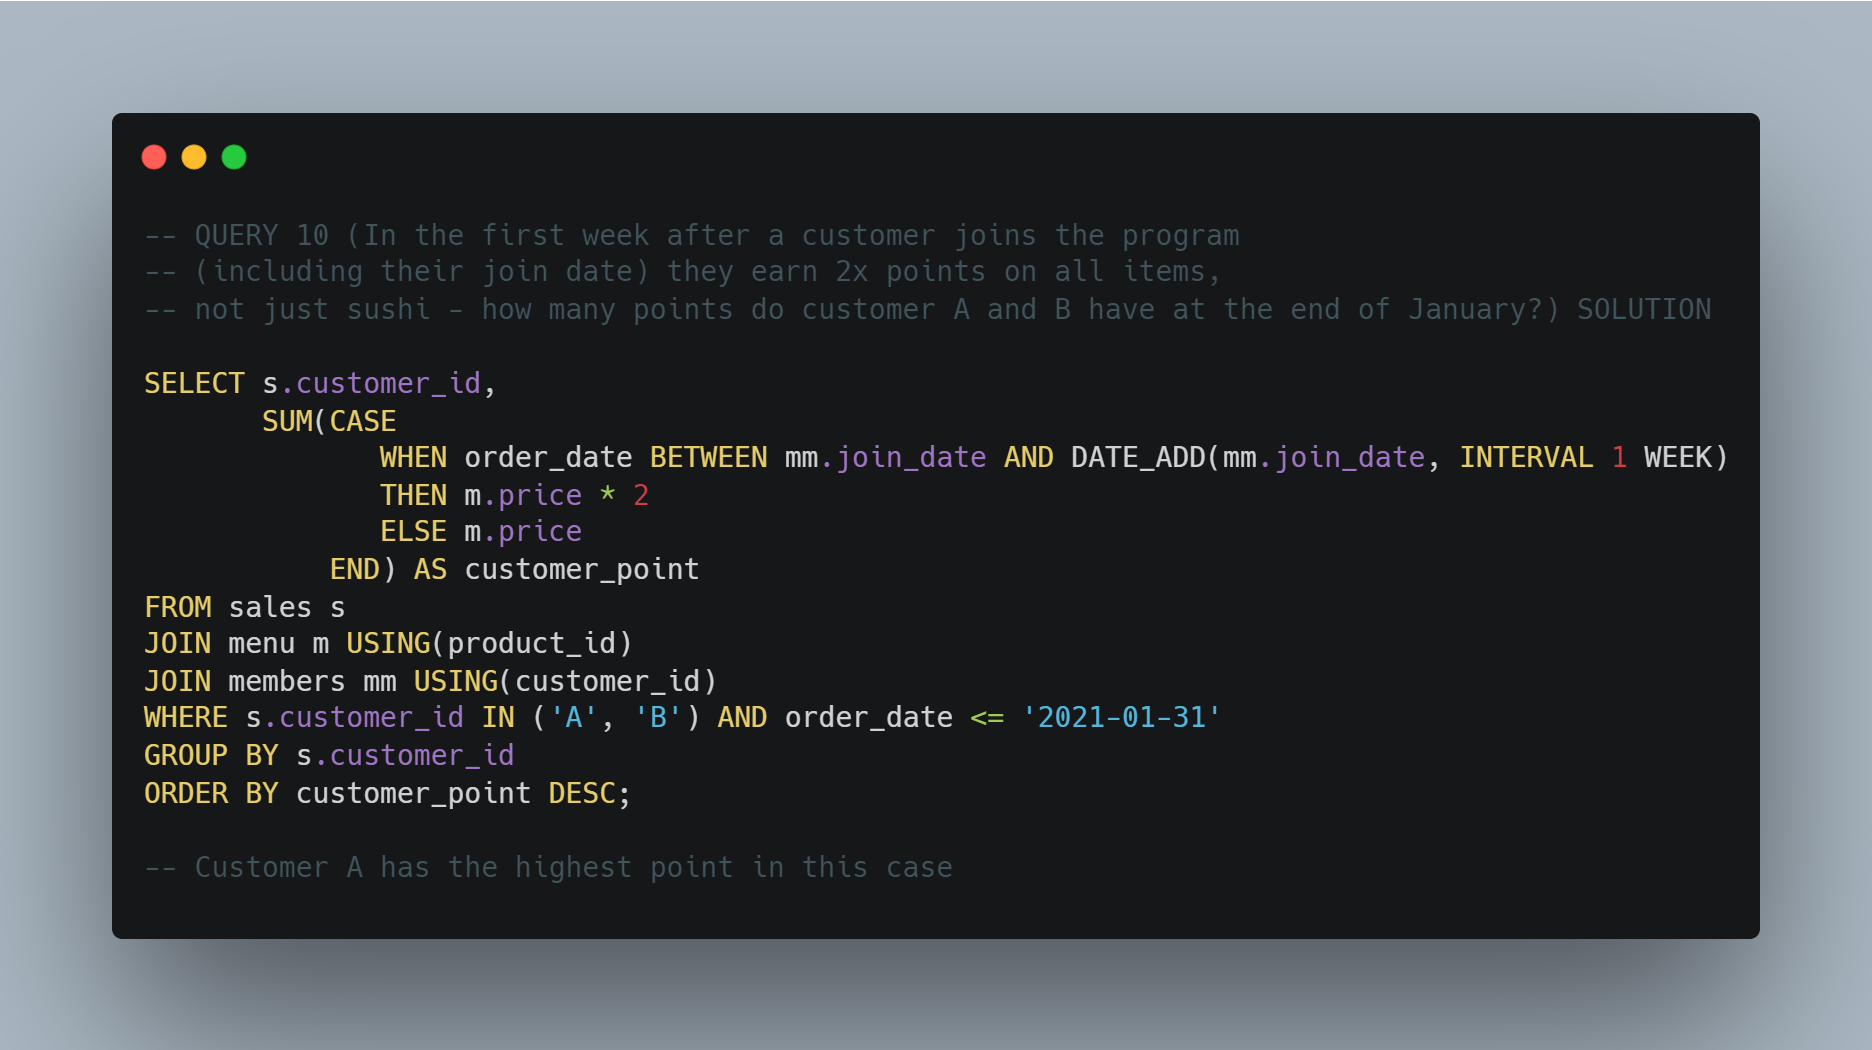 -- QUERY 10 (In the first week after a customer joins the program
-- (including their join date) they earn 2x points on all items,
-- not just sushi - how many points do customer A and B have at the end of January?) SOLUTION
SELECT s.customer_id,
SUM(CASE
WHEN order_date BETWEEN mm.join_date AND DATE_ADD(mm.join_date, INTERVAL 1 WEEK)
THEN m.price * 2
ELSE m.price
END) AS customer_point
FROM sales s
JOIN menu m USING(product_id)
JOIN members mm USING(customer_id)
WHERE s.customer_id IN ('A', 'B') AND order_date <= '2021-01-31'
GROUP BY s.customer_id
ORDER BY customer_point DESC;
-- Customer A has the highest point in this case